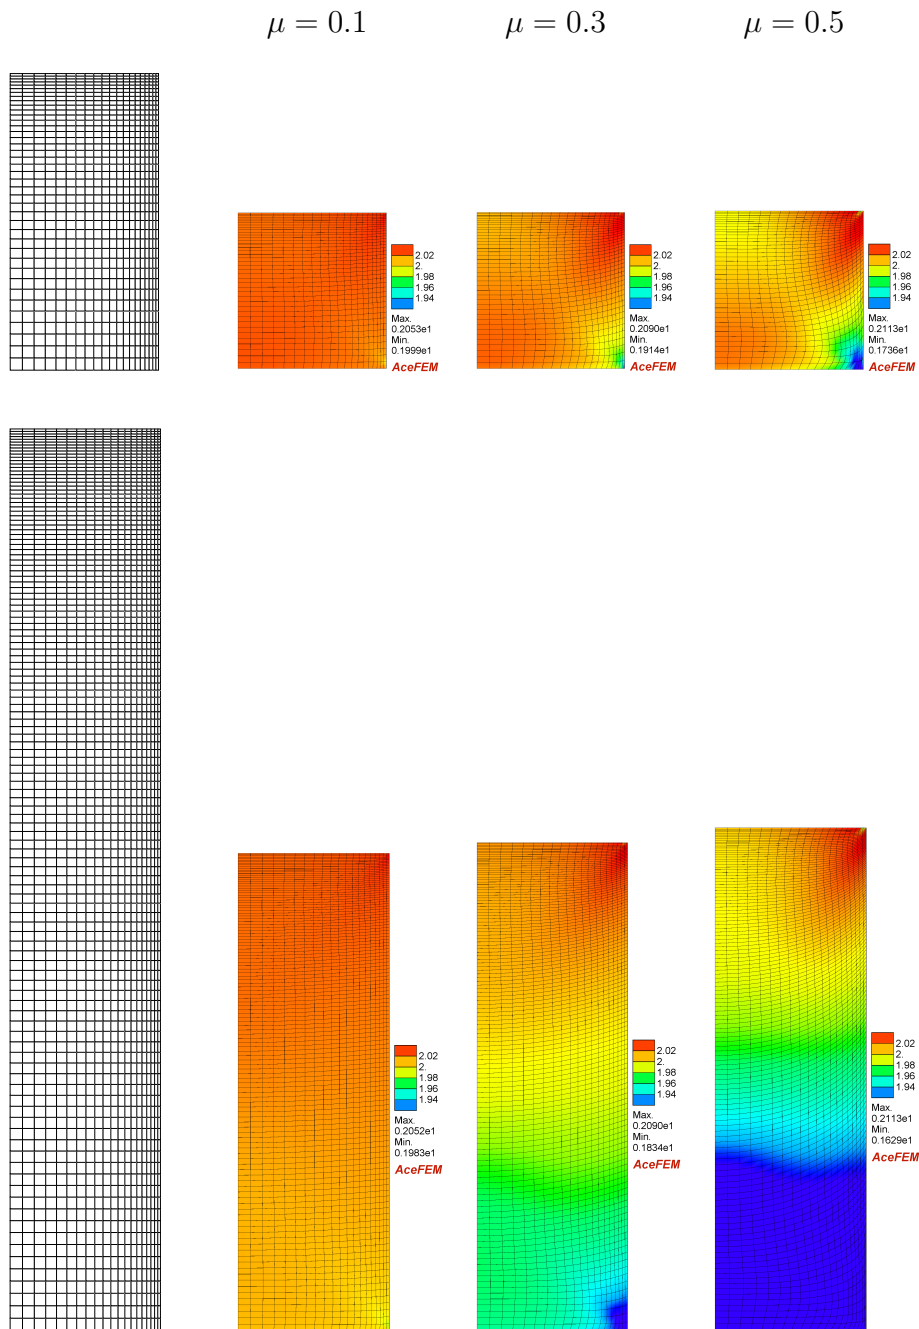 μ = 0.1
μ = 0.3
μ = 0.5
2.02
2.
1.98
1.96
1.94
Max.
0.2053e1
Min.
0.1999e1
AceFEM
2.02
2.
1.98
1.96
1.94
Max.
0.2090e1
Min.
0.1914e1
AceFEM
2.02
2.
1.98
1.96
1.94
Max.
0.2113e1
Min.
0.1736e1
AceFEM
2.02
2.
1.98
1.96
1.94
Max.
0.2052e1
Min.
0.1983e1
AceFEM
2.02
2.
1.98
1.96
1.94
Max.
0.2090e1
Min.
0.1834e1
AceFEM
2.02
2.
1.98
1.96
1.94
Max.
0.2113e1
Min.
0.1629e1
AceFEM